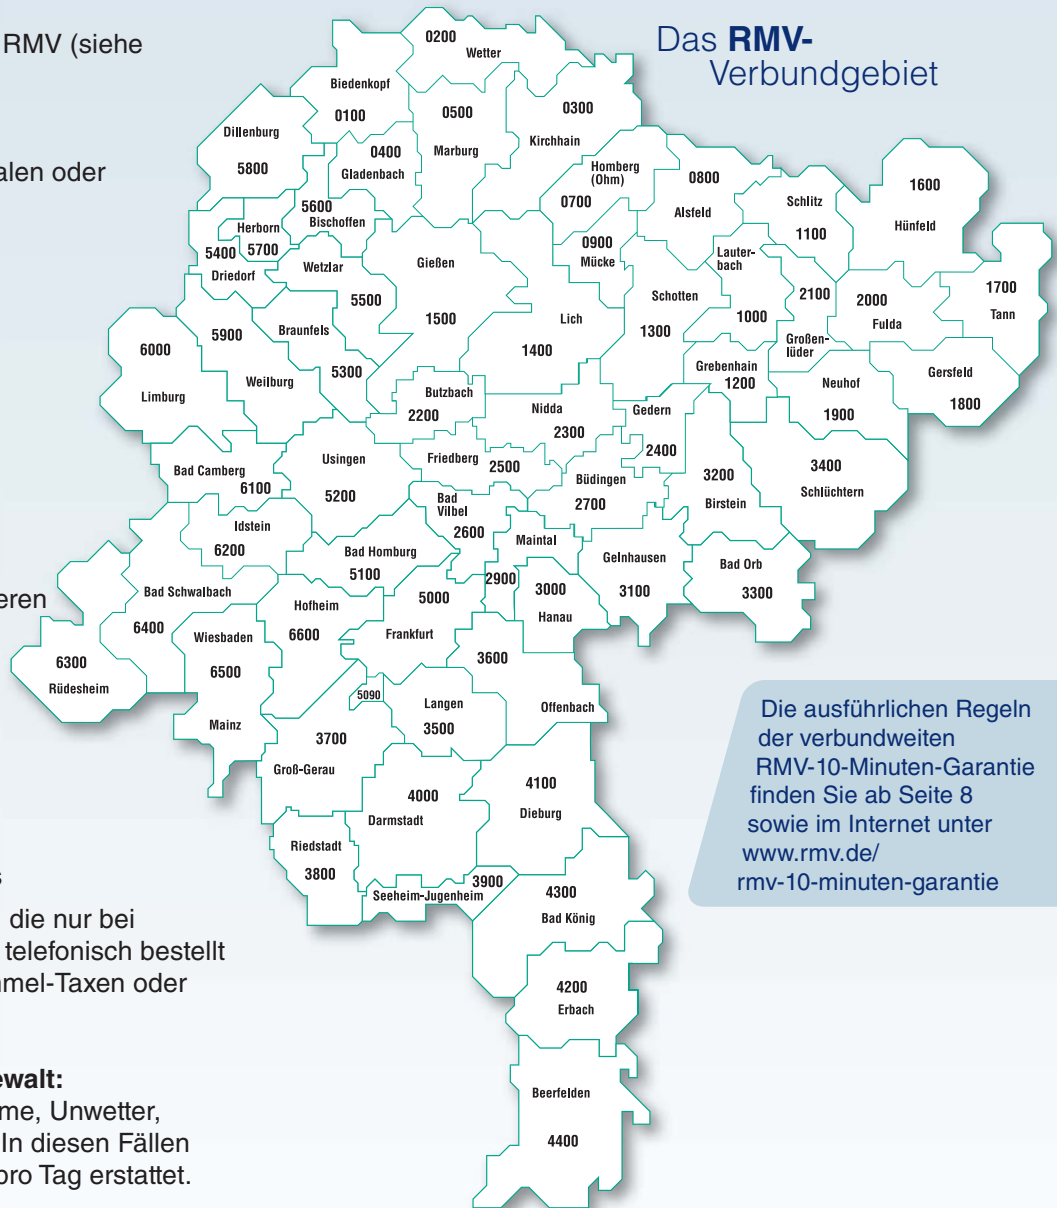 RMV (siehe
alen oder
eren
s
die nur bei
telefonisch bestellt
mmel-Taxen oder
ewalt:
me, Unwetter,
In diesen Fällen
pro Tag erstattet.
Das RMV-
Verbundgebiet
0200
Wetter
Biedenkopf
0100
0500
Marburg
0300
Kirchhain
Dillenburg
5800
0400
Gladenbach
Homberg
(Ohm)
0700
0800
Alsfeld
Schlitz
1100
1600
Hünfeld
5600
Bischoffen
Herborn
5700
5400
Driedorf
Wetzlar
5500
Gießen
1500
0900
Mücke
Lauter-
bach
1000
2100
Großen-
lüder
2000
Fulda
1700
Tann
Schotten
1300
Lich
1400
5900
Weilburg
Braunfels
5300
6000
Limburg
Grebenhain
1200
Neuhof
1900
Gersfeld
1800
Butzbach
2200
Nidda
2300
Gedern
2400
Friedberg
2500
Büdingen
2700
3200
Birstein
3400
Schlüchtern
Bad Camberg
6100
Usingen
5200
Bad
Vilbel
2600
Idstein
6200
Bad Homburg
5100
Maintal
2900
Gelnhausen
3100
Bad Orb
3300
Bad Schwalbach
6400
Hofheim
6600
5000
Frankfurt
3000
Hanau
6300
Rüdesheim
Wiesbaden
6500
Mainz
3600
Offenbach
5090
Langen
3500
3700
Groß-Gerau
4000
Darmstadt
4100
Dieburg
Riedstadt
3800
3900
Seeheim-Jugenheim
4300
Bad König
4200
Erbach
Beerfelden
4400
Die ausführlichen Regeln
der verbundweiten
RMV-10-Minuten-Garantie
finden Sie ab Seite 8
sowie im Internet unter
www.rmv.de/
rmv-10-minuten-garantie